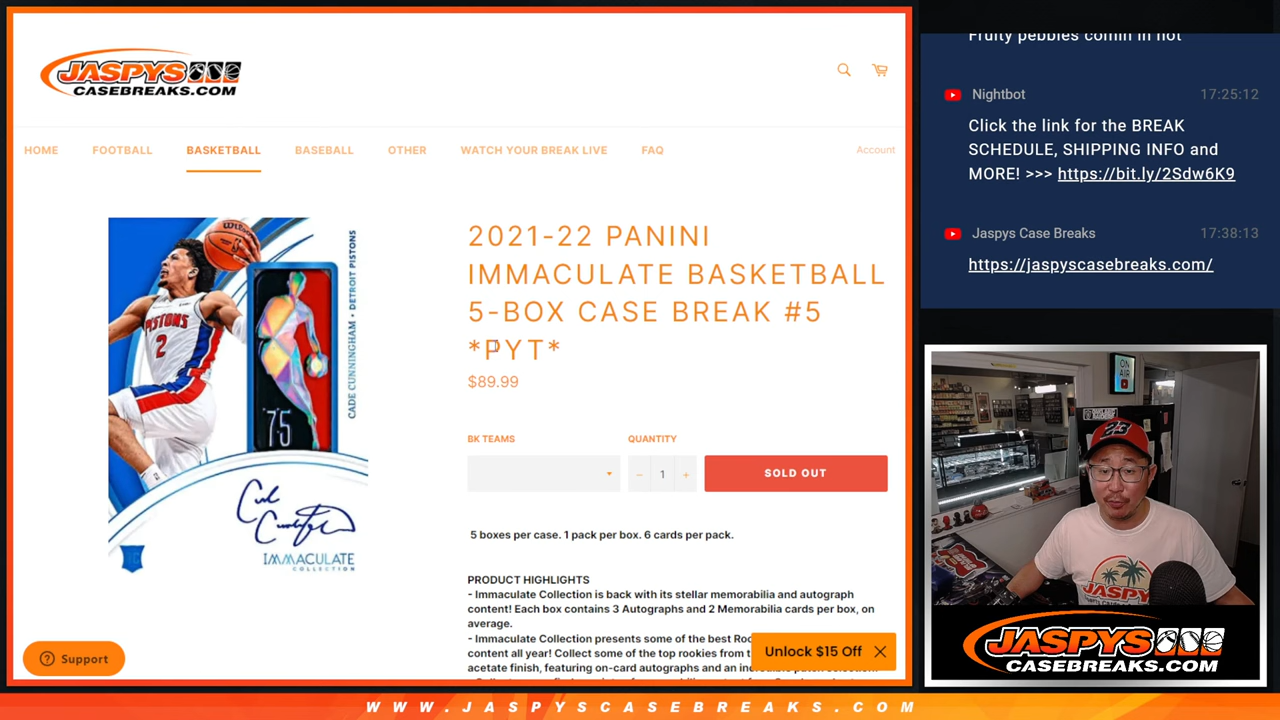 JASPYS
CASEBREAKS.COM
HOME FOOTBALL BASKETBALL BASEBALL OTHER WATCH YOUR BREAK LIVE FAQ Account
Wilson
PISTONS
2
75
CADE CUNNINGHAM • DETROIT PISTONS
IMMACULATE
COLLECTION
2021-22 PANINI
IMMACULATE BASKETBALL
5-BOX CASE BREAK #5
*PYT*
$89.99
BK TEAMS QUANTITY
− 1 + SOLD OUT
5 boxes per case. 1 pack per box. 6 cards per pack.
PRODUCT HIGHLIGHTS
- Immaculate Collection is back with its stellar memorabilia and autograph
content! Each box contains 3 Autographs and 2 Memorabilia cards per box, on
average.
- Immaculate Collection presents some of the best
content all year! Collect some of the top rookies from
acetate finish, featuring on-card autographs and an
Support
Unlock $15 Off
Fruity pebbles comin in hot
Nightbot 17:25:12
Click the link for the BREAK
SCHEDULE, SHIPPING INFO and
MORE! >>> https://bit.ly/2Sdw6K9
Jaspys Case Breaks 17:38:13
https://jaspyscasebreaks.com/
ON
AIR
23
JASPYS
JASPYS
CASEBREAKS.COM
WWW.JASPYSCASEBREAKS.COM